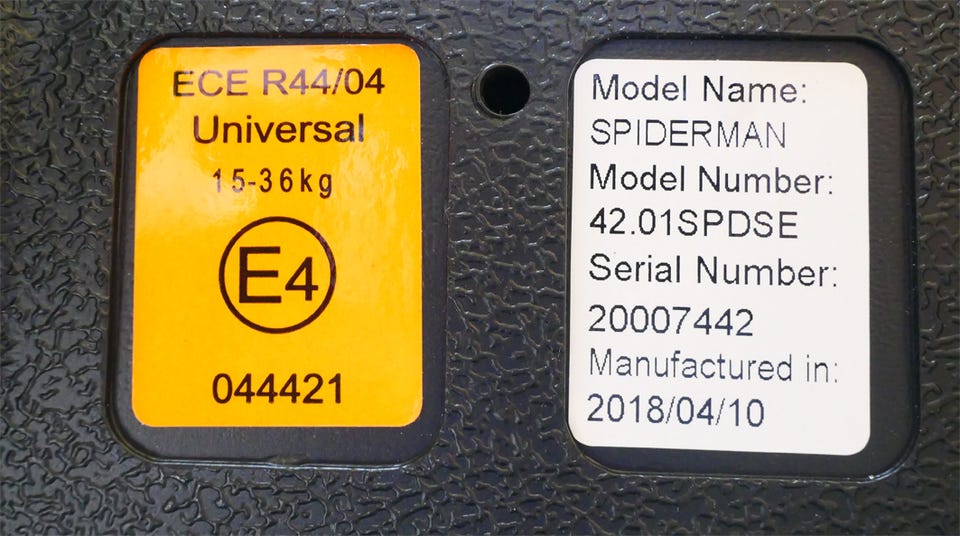 ECE R44/04
Universal
15-36kg
E4
044421
Model Name:
SPIDERMAN
Model Number:
42.01SPDSE
Serial Number:
20007442
Manufactured in:
2018/04/10